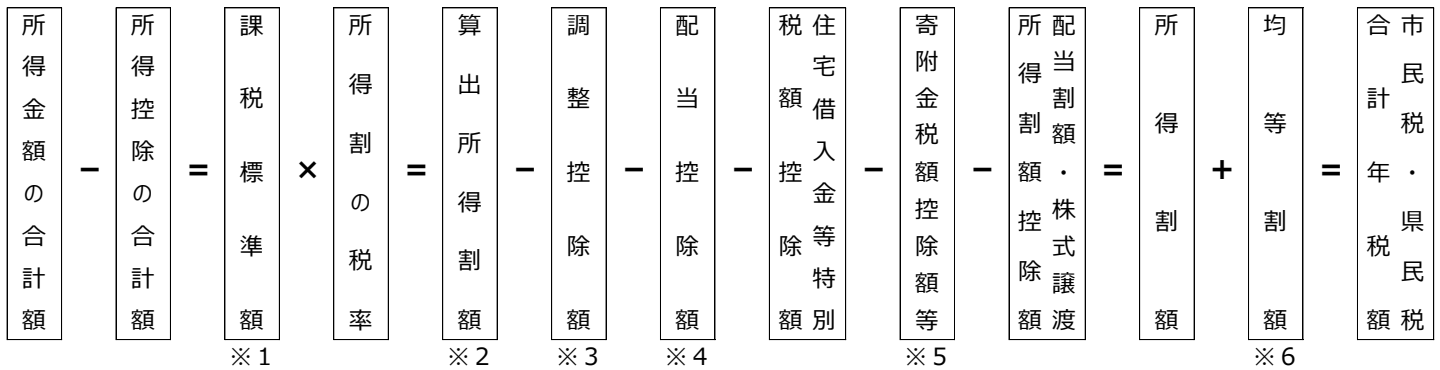 所得金額の合計額
－
所得控除の合計額
＝
課税標準額
※1
×
所得割の税率
＝
算出所得割額
※2
－
調整控除額
※3
－
配当控除額
※4
－
住宅借入金等特別
税額控除額
－
寄附金税額控除額等
※5
－
配当割額・株式譲渡
所得割額控除額
＝
所得割額
＋
均等割額
※6
＝
市民税・県民税
合計年税額